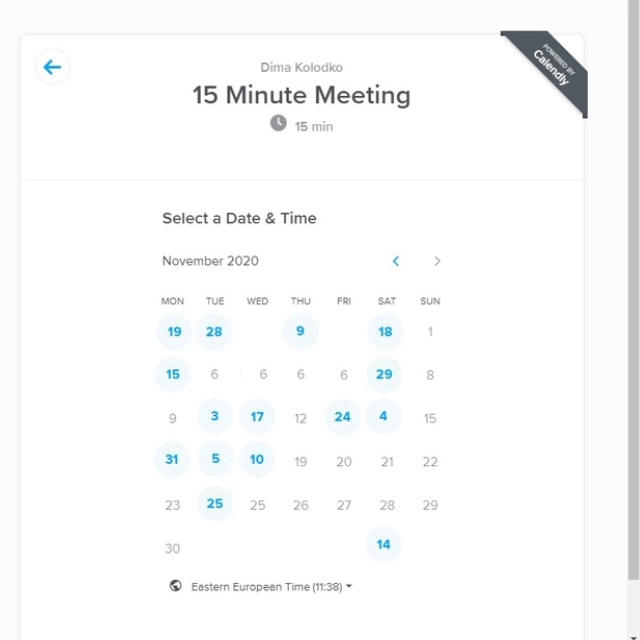 POWERED BY
Calendly
Dima Kolodko
15 Minute Meeting
15 min
Select a Date & Time
November 2020
MON TUE WED THU FRI SAT SUN
19 28 9 18 1
15 6 6 6 6 29 8
9 3 17 12 24 4 15
31 5 10 19 20 21 22
23 25 25 26 27 28 29
30 14
Eastern European Time (11:38)